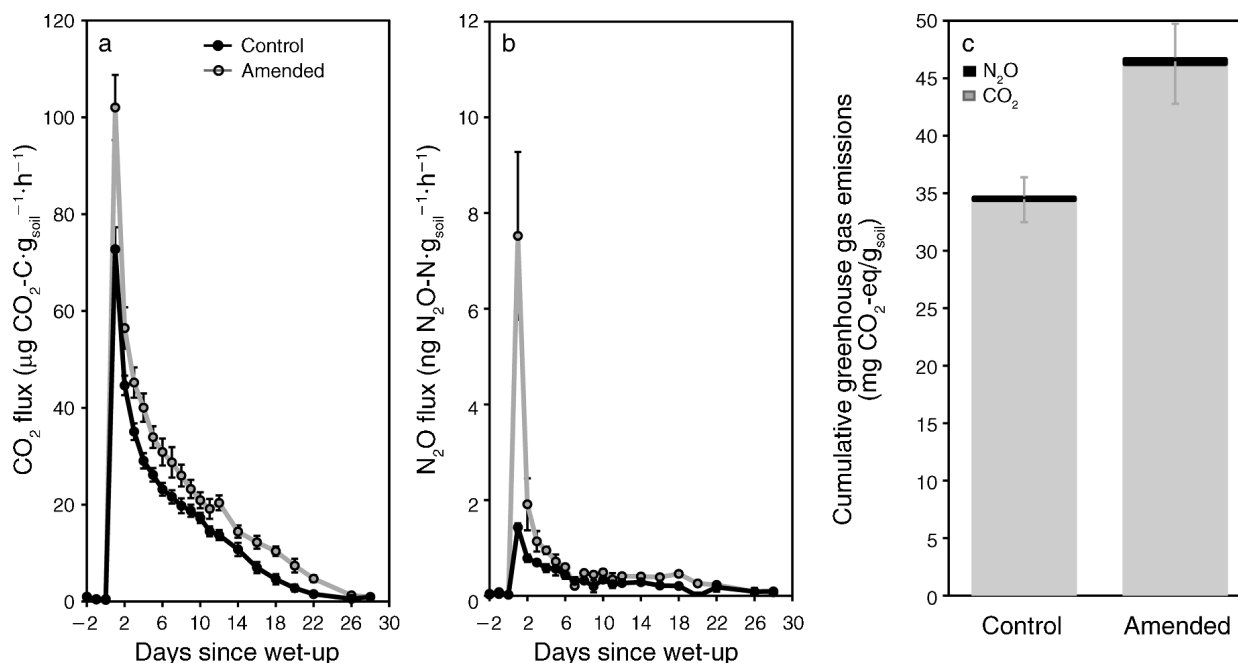 a
Control
Amended
CO₂ flux (μg CO₂-C·g_soil⁻¹·h⁻¹)
120
100
80
60
40
20
0
−2 2 6 10 14 18 22 26 30
Days since wet-up
b
N₂O flux (ng N₂O-N·g_soil⁻¹·h⁻¹)
12
10
8
6
4
2
0
−2 2 6 10 14 18 22 26 30
Days since wet-up
c
N₂O
CO₂
Cumulative greenhouse gas emissions
(mg CO₂-eq/g_soil)
50
45
40
35
30
25
20
15
10
5
0
Control Amended